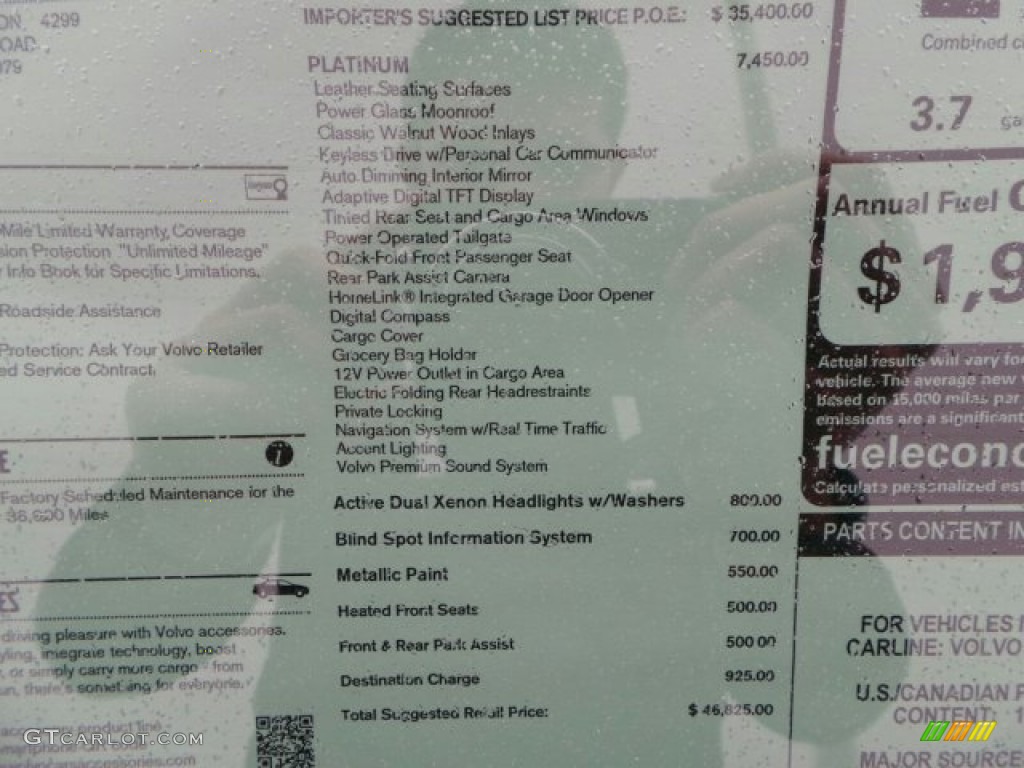 4299
IMPORTER'S SUGGESTED LIST PRICE P.O.E.: $ 35,400.00
PLATINUM 7,450.00
Leather Seating Surfaces
Power Glass Moonroof
Classic Walnut Wood Inlays
Keyless Drive w/Personal Car Communicator
Auto Dimming Interior Mirror
Adaptive Digital TFT Display
Tinted Rear Seat and Cargo Area Windows
Power Operated Tailgate
Quick-Fold Front Passenger Seat
Rear Park Assist Camera
HomeLink® Integrated Garage Door Opener
Digital Compass
Cargo Cover
Grocery Bag Holder
12V Power Outlet in Cargo Area
Electric Folding Rear Headrestraints
Private Locking
Navigation System w/Real Time Traffic
Accent Lighting
Volvo Premium Sound System
Active Dual Xenon Headlights w/Washers 800.00
Blind Spot Information System 700.00
Metallic Paint 550.00
Heated Front Seats 500.00
Front & Rear Park Assist 500.00
Destination Charge 925.00
Total Suggested Retail Price: $ 46,825.00
Mile Limited Warranty, Coverage
Protection "Unlimited Mileage"
Info Book for Specific Limitations.
Roadside Assistance
Protection: Ask Your Volvo Retailer
Service Contract.
Factory Scheduled Maintenance for the
36,000 Miles
driving pleasure with Volvo accessories.
integrate technology, boost
or simply carry more cargo - from
there's something for everyone.
Combined
3.7
Annual Fuel
$1,9
Actual results will vary
vehicle. The average new
based on 15,000 miles per
emissions are a significant
fuelecono
Calculate personalized
PARTS CONTENT
FOR VEHICLES
CARLINE: VOLVO
U.S./CANADIAN
CONTENT:
MAJOR SOURCE
GTCARLOT.COM